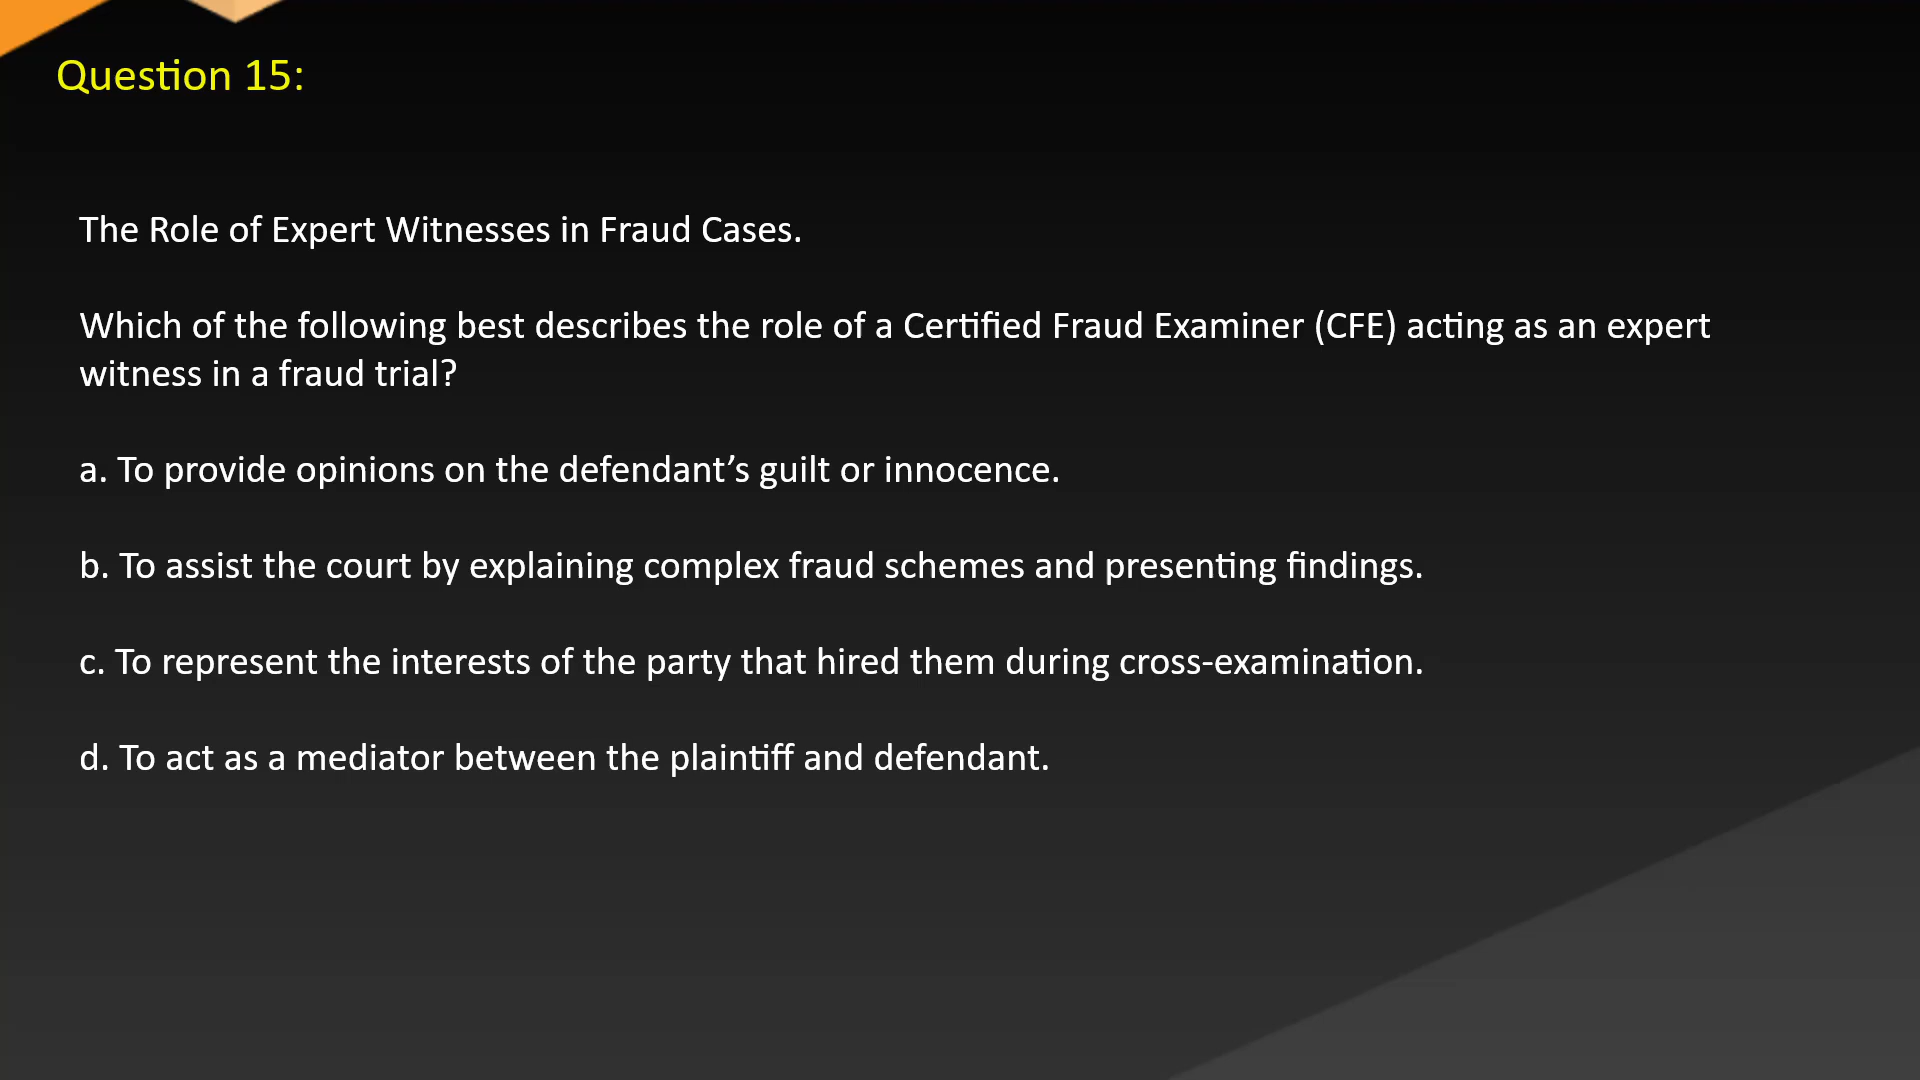 Question 15:
The Role of Expert Witnesses in Fraud Cases.
Which of the following best describes the role of a Certified Fraud Examiner (CFE) acting as an expert
witness in a fraud trial?
a. To provide opinions on the defendant’s guilt or innocence.
b. To assist the court by explaining complex fraud schemes and presenting findings.
c. To represent the interests of the party that hired them during cross-examination.
d. To act as a mediator between the plaintiff and defendant.